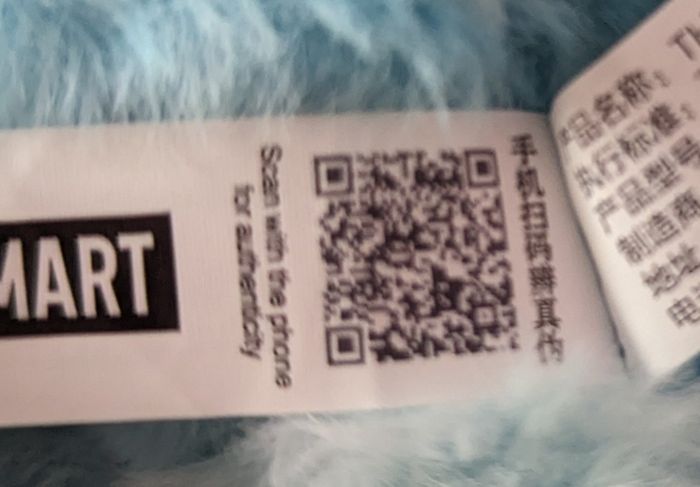 MART
Scan with the phone
for authenticity
手机扫码辨真伪
品名称：
执行标准：
产品型号
制造商
地址
电